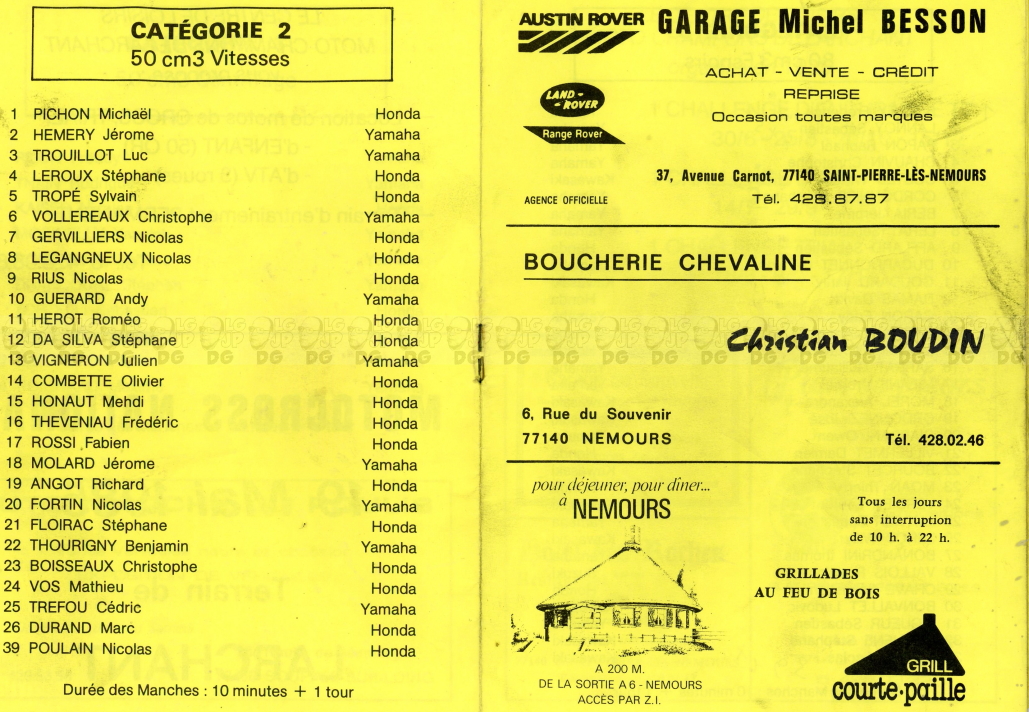 CATÉGORIE 2
50 cm3 Vitesses
1 PICHON Michaël Honda
2 HEMERY Jérome Yamaha
3 TROUILLOT Luc Yamaha
4 LEROUX Stéphane Honda
5 TROPÉ Sylvain Honda
6 VOLLEREAUX Christophe Yamaha
7 GERVILLIERS Nicolas Honda
8 LEGANGNEUX Nicolas Honda
9 RIUS Nicolas Honda
10 GUERARD Andy Yamaha
11 HEROT Roméo Honda
12 DA SILVA Stéphane Honda
13 VIGNERON Julien Yamaha
14 COMBETTE Olivier Honda
15 HONAUT Mehdi Honda
16 THEVENIAU Frédéric Honda
17 ROSSI Fabien Honda
18 MOLARD Jérome Yamaha
19 ANGOT Richard Honda
20 FORTIN Nicolas Yamaha
21 FLOIRAC Stéphane Honda
22 THOURIGNY Benjamin Yamaha
23 BOISSEAUX Christophe Honda
24 VOS Mathieu Honda
25 TREFOU Cédric Yamaha
26 DURAND Marc Honda
39 POULAIN Nicolas Honda
Durée des Manches : 10 minutes + 1 tour
AUSTIN ROVER GARAGE Michel BESSON
LAND-ROVER
Range Rover
ACHAT - VENTE - CRÉDIT
REPRISE
Occasion toutes marques
37, Avenue Carnot, 77140 SAINT-PIERRE-LÈS-NEMOURS
AGENCE OFFICIELLE
Tél. 428.87.87
BOUCHERIE CHEVALINE
Christian BOUDIN
6, Rue du Souvenir
77140 NEMOURS
Tél. 428.02.46
pour déjeuner, pour dîner...
à NEMOURS
Tous les jours
sans interruption
de 10 h. à 22 h.
GRILLADES
AU FEU DE BOIS
A 200 M.
DE LA SORTIE A6 - NEMOURS
ACCÈS PAR Z.I.
GRILL
courte-paille